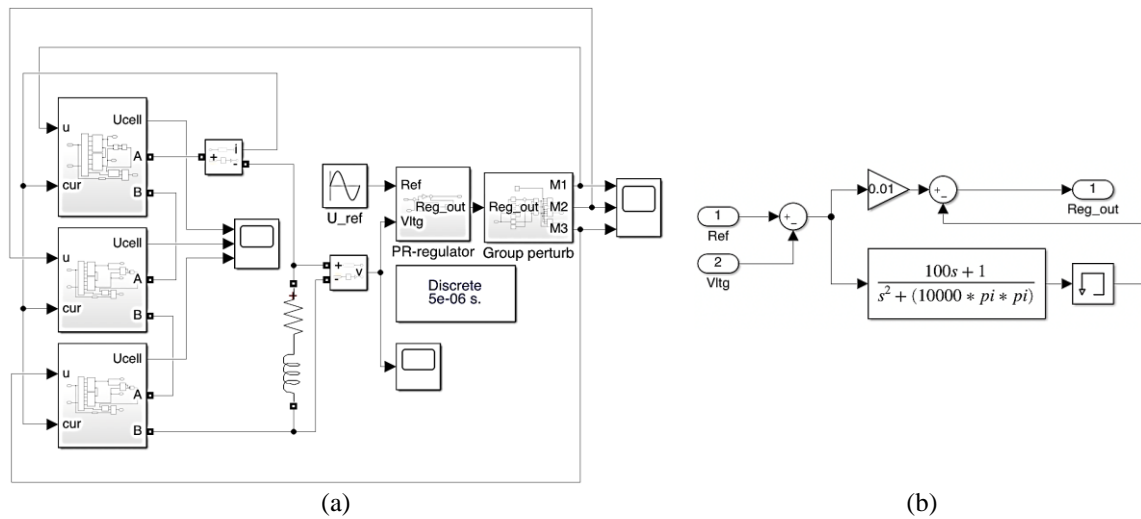 Ucell
u
A
cur
B
Ucell
u
A
cur
B
Ucell
u
A
cur
B
i
+
-
U_ref
Ref
Reg_out
Vltg
PR-regulator
M1
Reg_out M2
M3
Group perturb
+
v
-
Discrete
5e-06 s.
+
(a)
1
Ref
2
Vltg
+
−
0.01
+
−
1
Reg_out
100s + 1
s² + (10000 * pi * pi)
(b)